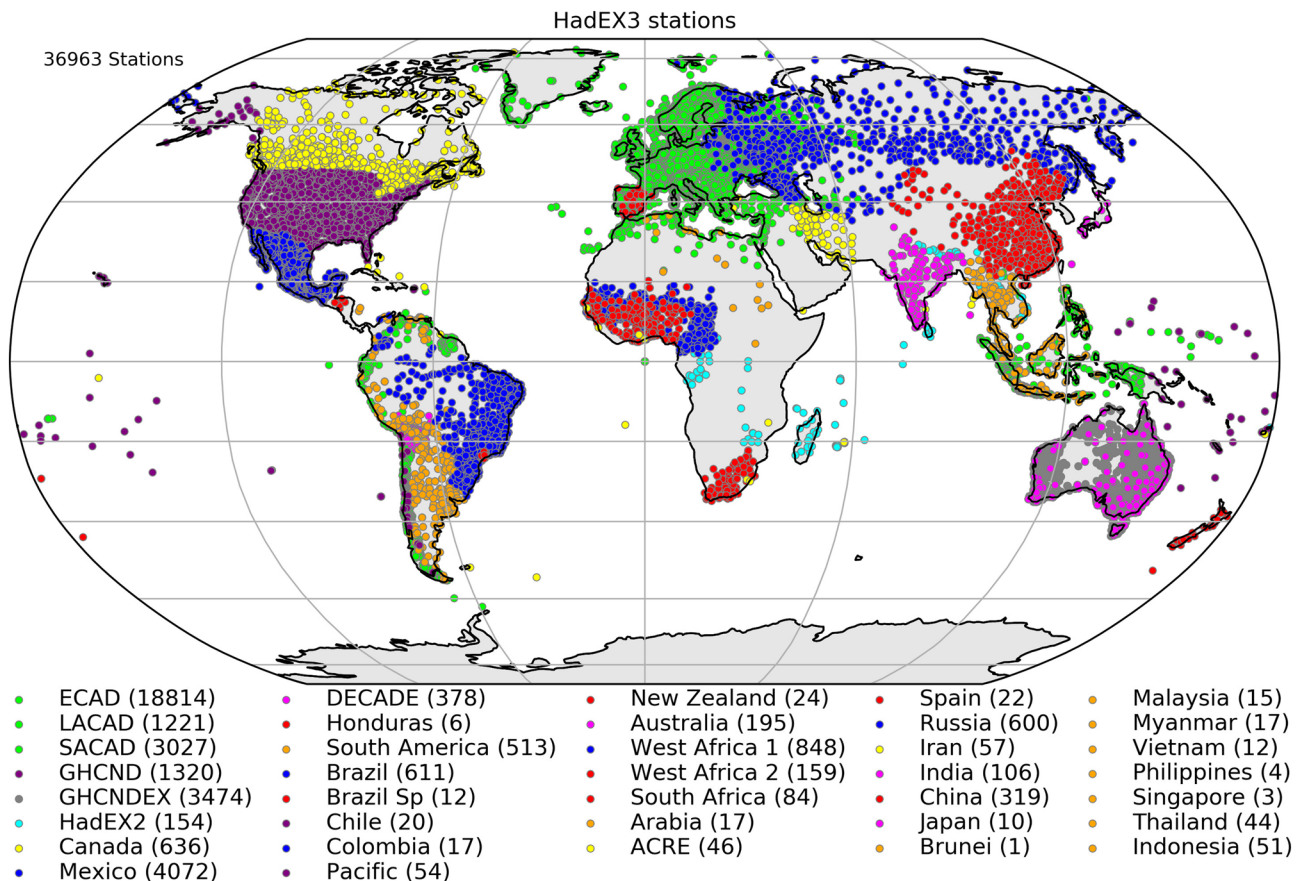 HadEX3 stations
36963 Stations
ECAD (18814)
LACAD (1221)
SACAD (3027)
GHCND (1320)
GHCNDEX (3474)
HadEX2 (154)
Canada (636)
Mexico (4072)
DECADE (378)
Honduras (6)
South America (513)
Brazil (611)
Brazil Sp (12)
Chile (20)
Colombia (17)
Pacific (54)
New Zealand (24)
Australia (195)
West Africa 1 (848)
West Africa 2 (159)
South Africa (84)
Arabia (17)
ACRE (46)
Spain (22)
Russia (600)
Iran (57)
India (106)
China (319)
Japan (10)
Brunei (1)
Malaysia (15)
Myanmar (17)
Vietnam (12)
Philippines (4)
Singapore (3)
Thailand (44)
Indonesia (51)